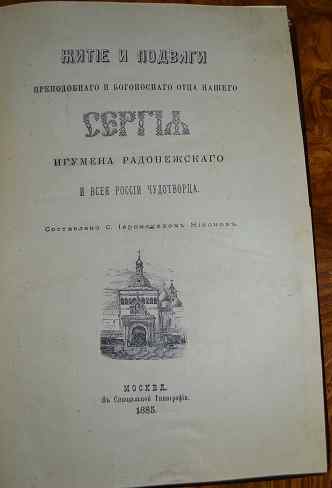 ЖИТІЕ И ПОДВИГИ
ПРЕПОДОБНАГО И БОГОНОСНАГО ОТЦА НАШЕГО
СЕРГІѦ
ИГУМЕНА РАДОНЕЖСКАГО
И ВСЕЯ РОССІИ ЧУДОТВОРЦА.
Составлено С. Іеромонахомъ Никономъ.
МОСКВА.
Въ Синодальной Типографіи.
1885.